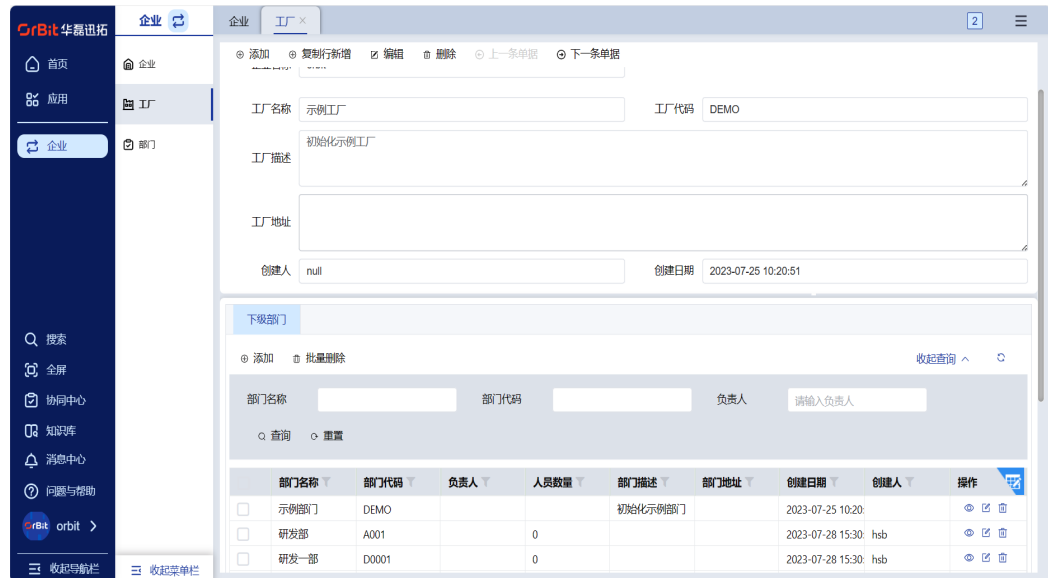 OrBit 华磊迅拓
首页
应用
企业
搜索
全屏
协同中心
知识库
消息中心
问题与帮助
OrBit orbit
收起导航栏
企业
企业
工厂
部门
收起菜单栏
企业 工厂 × 2
添加 复制行新增 编辑 删除 上一条单据 下一条单据
工厂名称 示例工厂 工厂代码 DEMO
工厂描述 初始化示例工厂
工厂地址
创建人 null 创建日期 2023-07-25 10:20:51
下级部门
添加 批量删除 收起查询
部门名称 部门代码 负责人 请输入负责人
查询 重置
部门名称 部门代码 负责人 人员数量 部门描述 部门地址 创建日期 创建人 操作
示例部门 DEMO 初始化示例部门 2023-07-25 10:20:
研发部 A001 0 2023-07-28 15:30: hsb
研发一部 D0001 0 2023-07-28 15:30: hsb